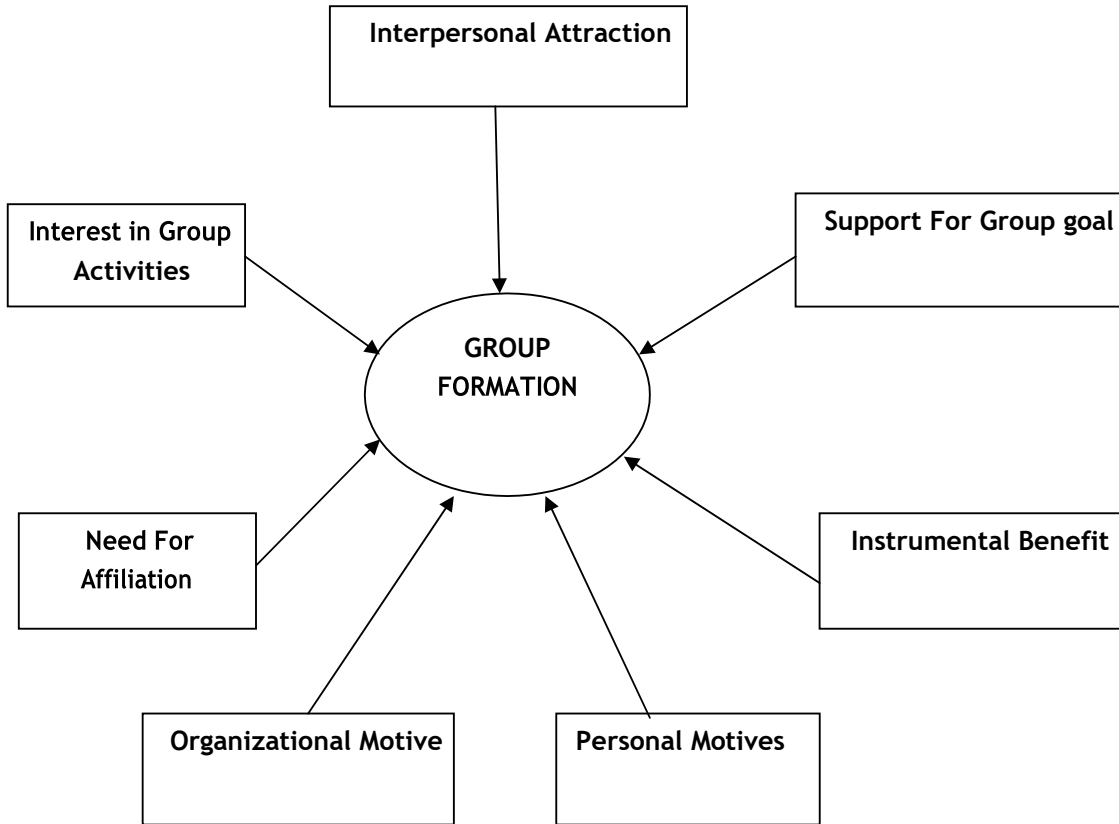 Interpersonal Attraction
Interest in Group
Activities
Support For Group goal
GROUP
FORMATION
Need For
Affiliation
Instrumental Benefit
Organizational Motive
Personal Motives